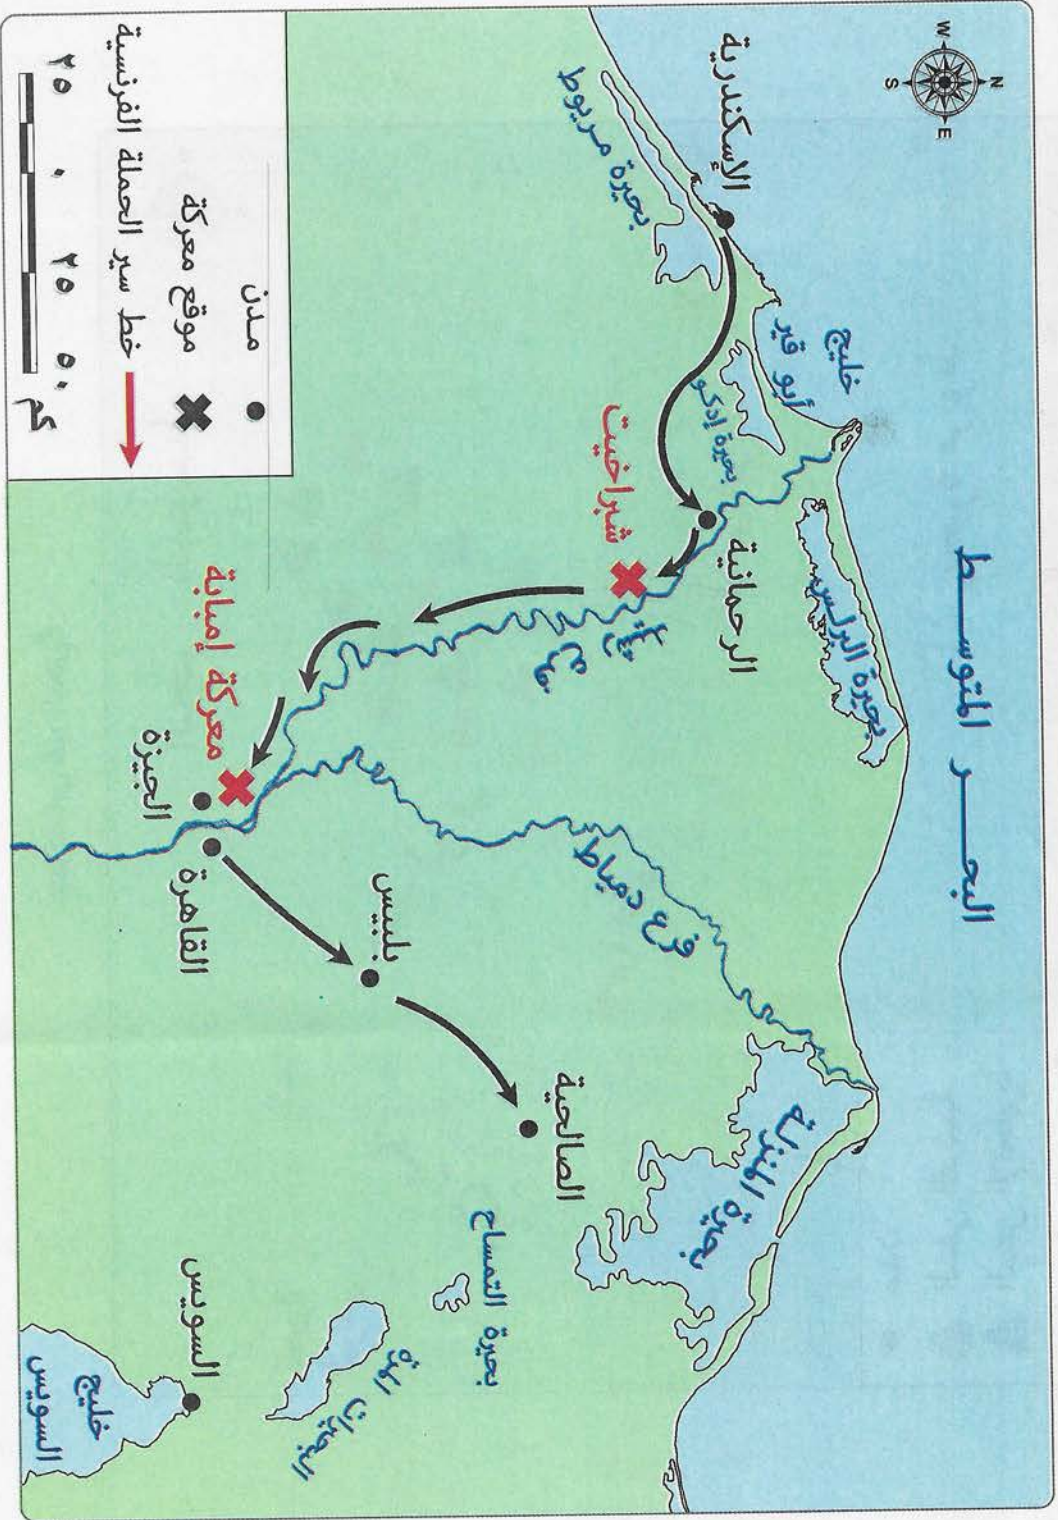 N
W
E
S
البحـــر المتوســـط
الإسكندرية
خليج
أبو قير
بحيرة مريوط
بحيرة إدكو
بحيرة البرلس
الرحمانية
شبراخيت
فرع رشيد
فرع دمياط
بحيرة المنزلة
الصالحية
بلبيس
بحيرة التمساح
البحيرات المرة
معركة إمبابة
الجيزة
القاهرة
السويس
خليج
السويس
مدن
موقع معركة
خط سير الحملة الفرنسية
٢٥ ٠ ٢٥ ٥٠
كم